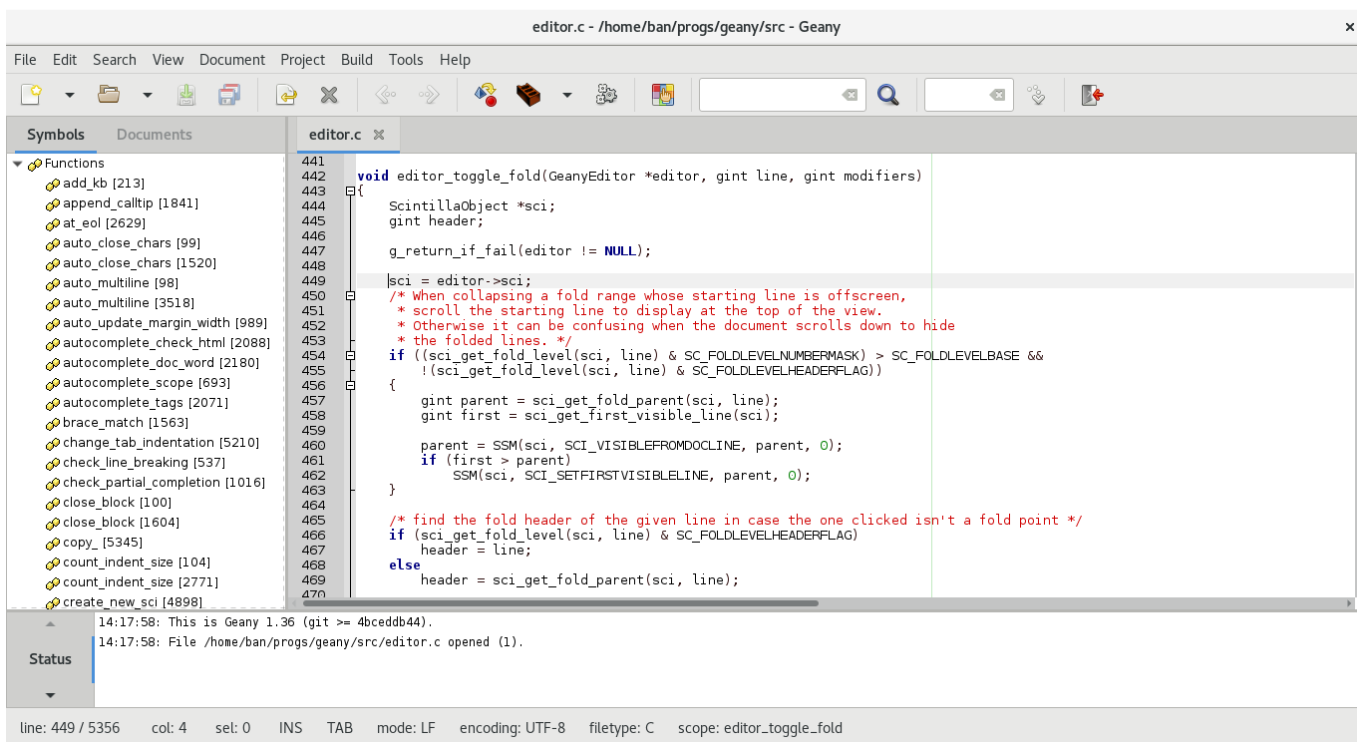 editor.c - /home/ban/progs/geany/src - Geany
File Edit Search View Document Project Build Tools Help
Symbols Documents
editor.c
Functions
add_kb [213]
append_calltip [1841]
at_eol [2629]
auto_close_chars [99]
auto_close_chars [1520]
auto_multiline [98]
auto_multiline [3518]
auto_update_margin_width [989]
autocomplete_check_html [2088]
autocomplete_doc_word [2180]
autocomplete_scope [693]
autocomplete_tags [2071]
brace_match [1563]
change_tab_indentation [5210]
check_line_breaking [537]
check_partial_completion [1016]
close_block [100]
close_block [1604]
copy_ [5345]
count_indent_size [104]
count_indent_size [2771]
create_new_sci [4898]
441
442 void editor_toggle_fold(GeanyEditor *editor, gint line, gint modifiers)
443 {
444     ScintillaObject *sci;
445     gint header;
446
447     g_return_if_fail(editor != NULL);
448
449     sci = editor->sci;
450     /* When collapsing a fold range whose starting line is offscreen,
451      * scroll the starting line to display at the top of the view.
452      * Otherwise it can be confusing when the document scrolls down to hide
453      * the folded lines. */
454     if ((sci_get_fold_level(sci, line) & SC_FOLDLEVELNUMBERMASK) > SC_FOLDLEVELBASE &&
455         !(sci_get_fold_level(sci, line) & SC_FOLDLEVELHEADERFLAG))
456     {
457         gint parent = sci_get_fold_parent(sci, line);
458         gint first = sci_get_first_visible_line(sci);
459
460         parent = SSM(sci, SCI_VISIBLEFROMDOCLINE, parent, 0);
461         if (first > parent)
462             SSM(sci, SCI_SETFIRSTVISIBLELINE, parent, 0);
463     }
464
465     /* find the fold header of the given line in case the one clicked isn't a fold point */
466     if (sci_get_fold_level(sci, line) & SC_FOLDLEVELHEADERFLAG)
467         header = line;
468     else
469         header = sci_get_fold_parent(sci, line);
470
Status
14:17:58: This is Geany 1.36 (git >= 4bceddb44).
14:17:58: File /home/ban/progs/geany/src/editor.c opened (1).
line: 449 / 5356 col: 4 sel: 0 INS TAB mode: LF encoding: UTF-8 filetype: C scope: editor_toggle_fold